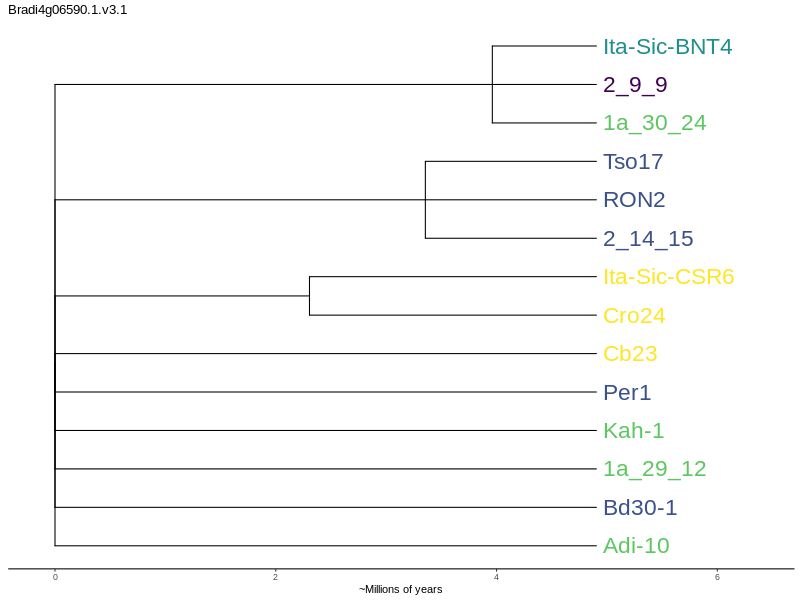 Bradi4g06590.1.v3.1
Ita-Sic-BNT4
2_9_9
1a_30_24
Tso17
RON2
2_14_15
Ita-Sic-CSR6
Cro24
Cb23
Per1
Kah-1
1a_29_12
Bd30-1
Adi-10
0 2 4 6
~Millions of years